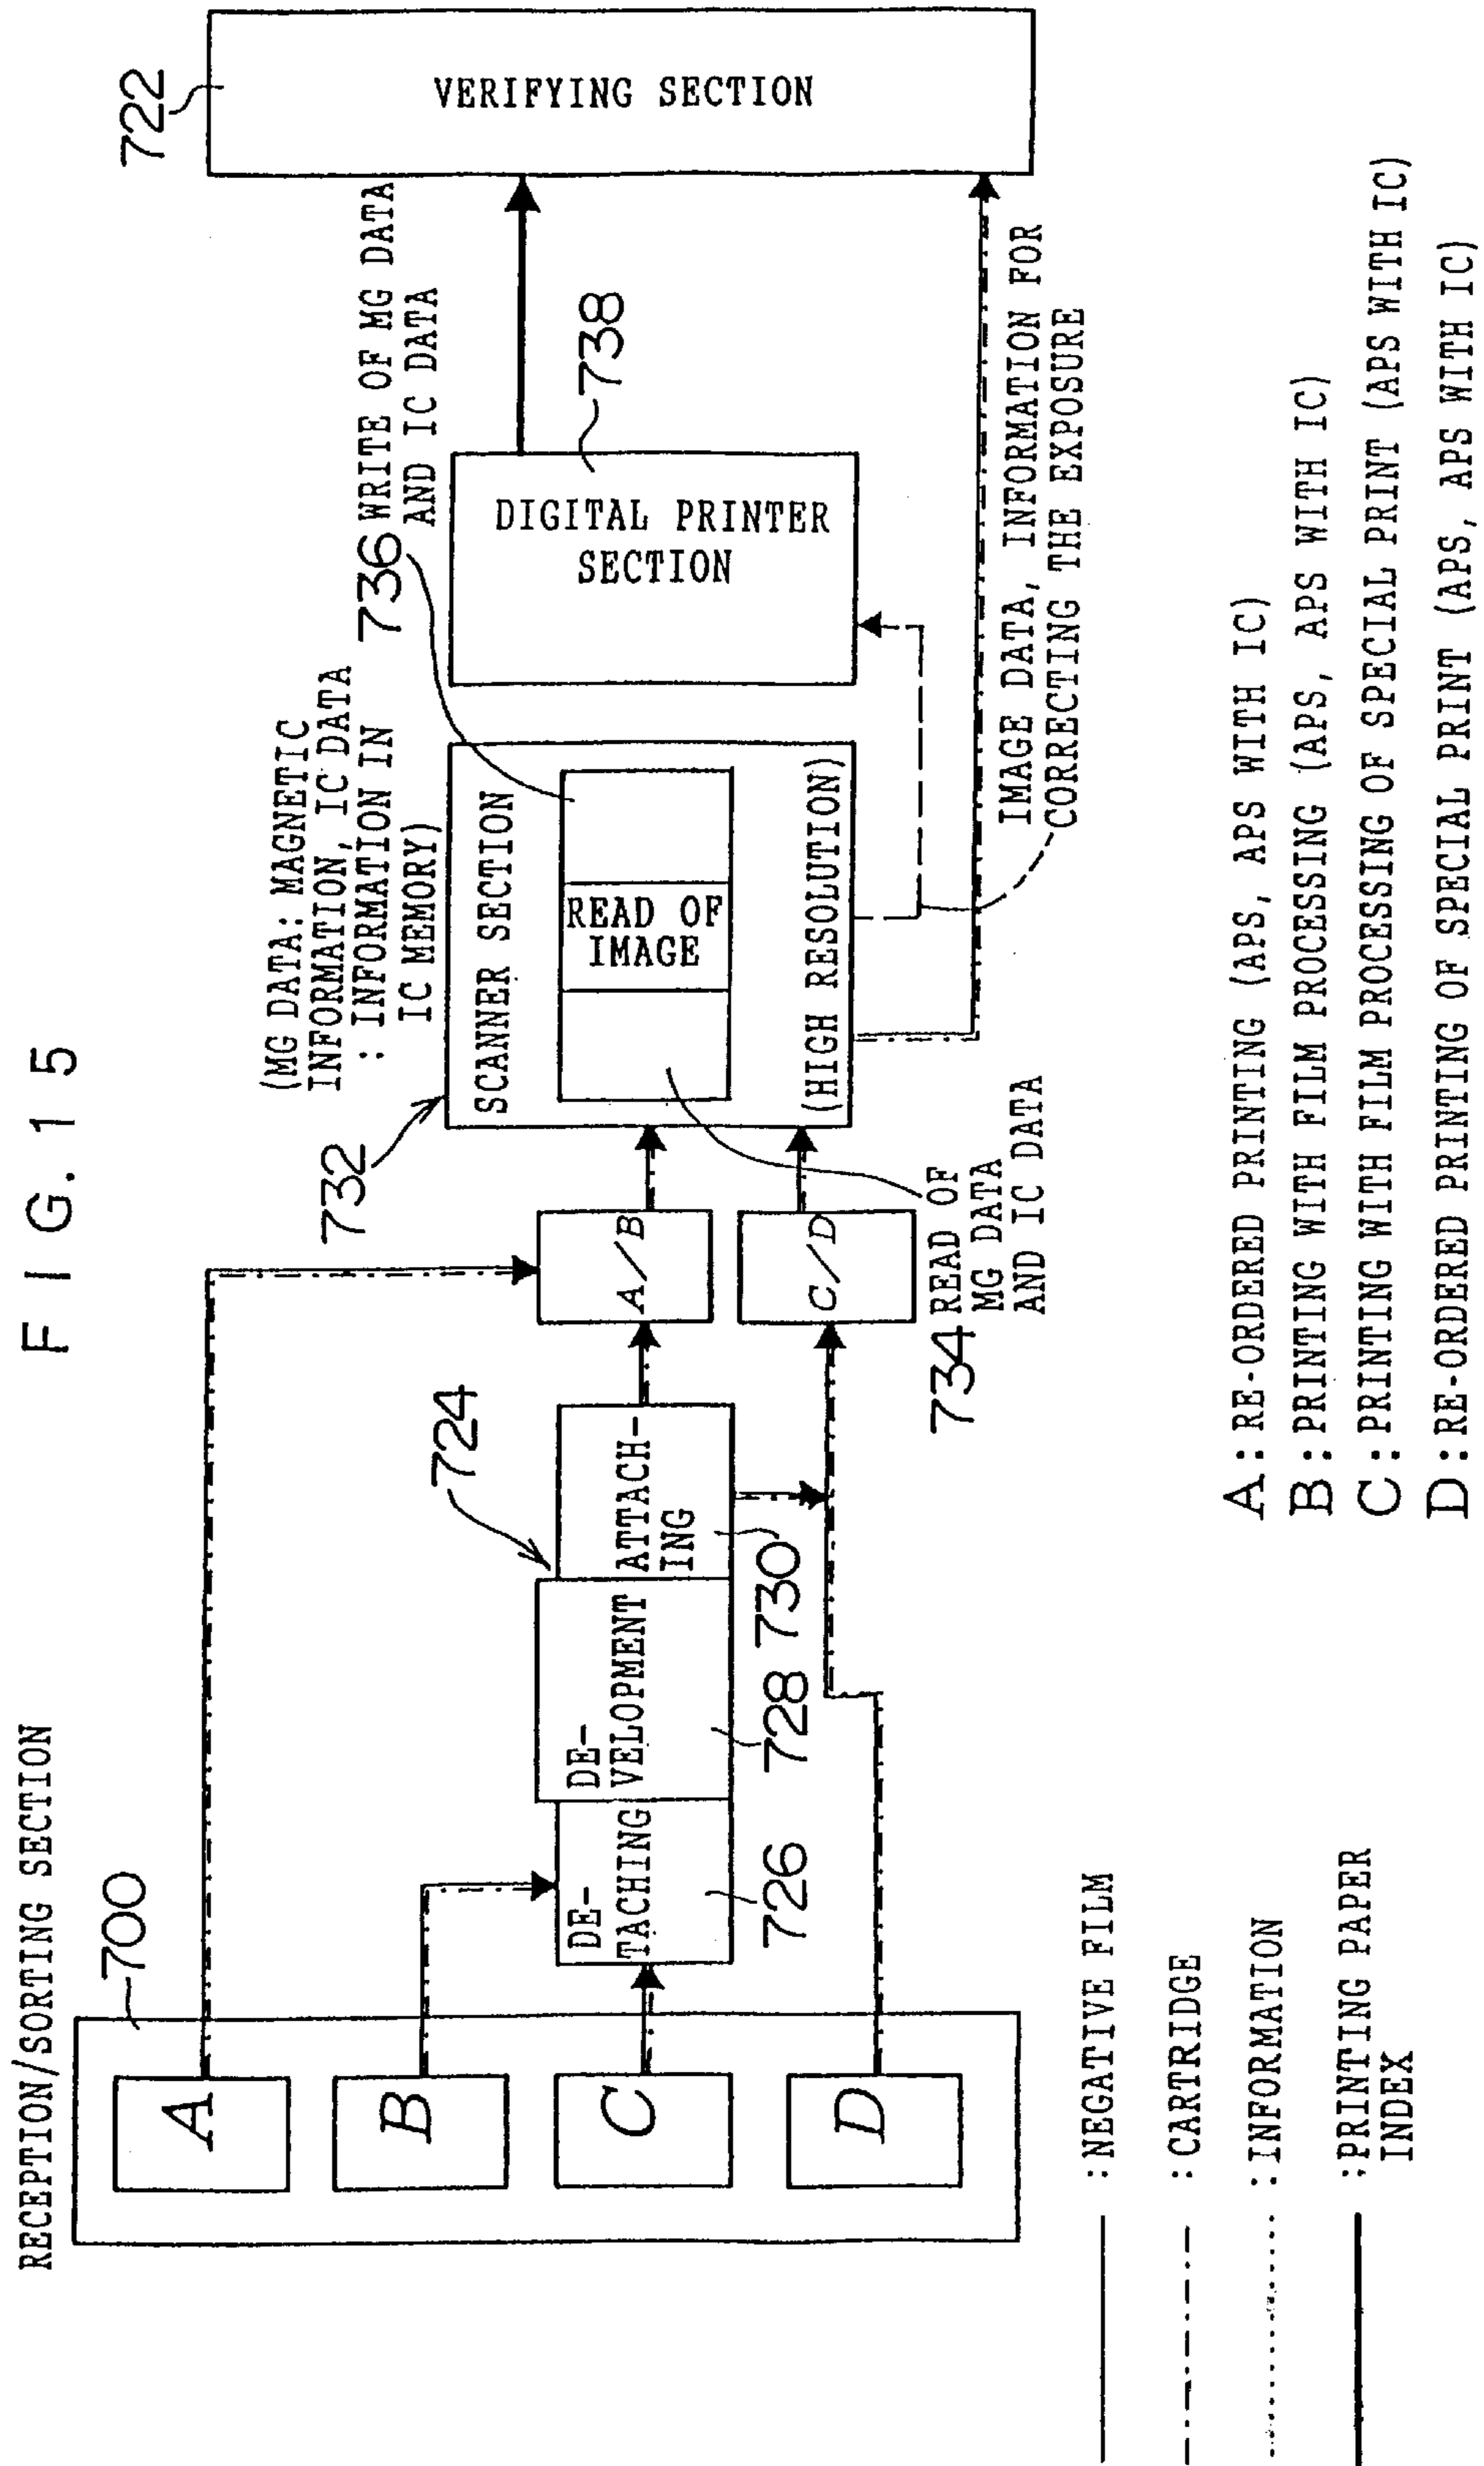 F I G. 1 5
RECEPTION/SORTING SECTION
700
A
B
C
D
724
DE-
TACHING
726
DE-
VELOPMENT
728
ATTACH-
ING
730
A/B
C/D
732
(MG DATA: MAGNETIC
INFORMATION, IC DATA
: INFORMATION IN
IC MEMORY)
SCANNER SECTION
READ OF
IMAGE
(HIGH RESOLUTION)
734 READ OF
MG DATA
AND IC DATA
736 WRITE OF MG DATA
AND IC DATA
DIGITAL PRINTER
SECTION
738
IMAGE DATA, INFORMATION FOR
CORRECTING THE EXPOSURE
722
VERIFYING SECTION
:NEGATIVE FILM
:CARTRIDGE
:INFORMATION
:PRINTING PAPER
INDEX
A:RE-ORDERED PRINTING (APS, APS WITH IC)
B:PRINTING WITH FILM PROCESSING (APS, APS WITH IC)
C:PRINTING WITH FILM PROCESSING OF SPECIAL PRINT (APS WITH IC)
D:RE-ORDERED PRINTING OF SPECIAL PRINT (APS, APS WITH IC)